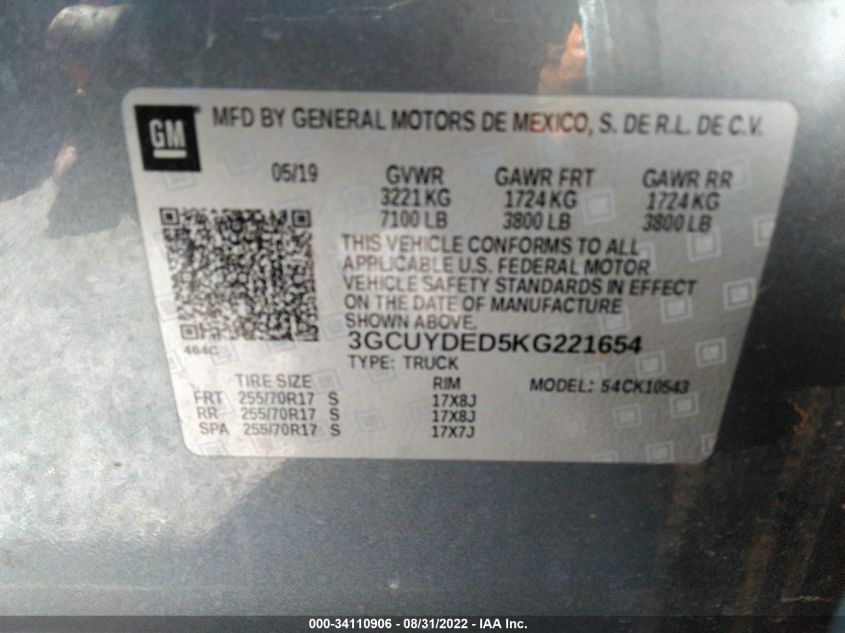 GM MFD BY GENERAL MOTORS DE MEXICO, S. DE R.L. DE C.V.
05/19 GVWR GAWR FRT GAWR RR
3221 KG 1724 KG 1724 KG
7100 LB 3800 LB 3800 LB
THIS VEHICLE CONFORMS TO ALL
APPLICABLE U.S. FEDERAL MOTOR
VEHICLE SAFETY STANDARDS IN EFFECT
ON THE DATE OF MANUFACTURE
SHOWN ABOVE.
464C 3GCUYDED5KG221654
TYPE: TRUCK
TIRE SIZE RIM MODEL: 54CK10543
FRT 255/70R17 S 17X8J
RR 255/70R17 S 17X8J
SPA 255/70R17 S 17X7J
000-34110906 - 08/31/2022 - IAA Inc.